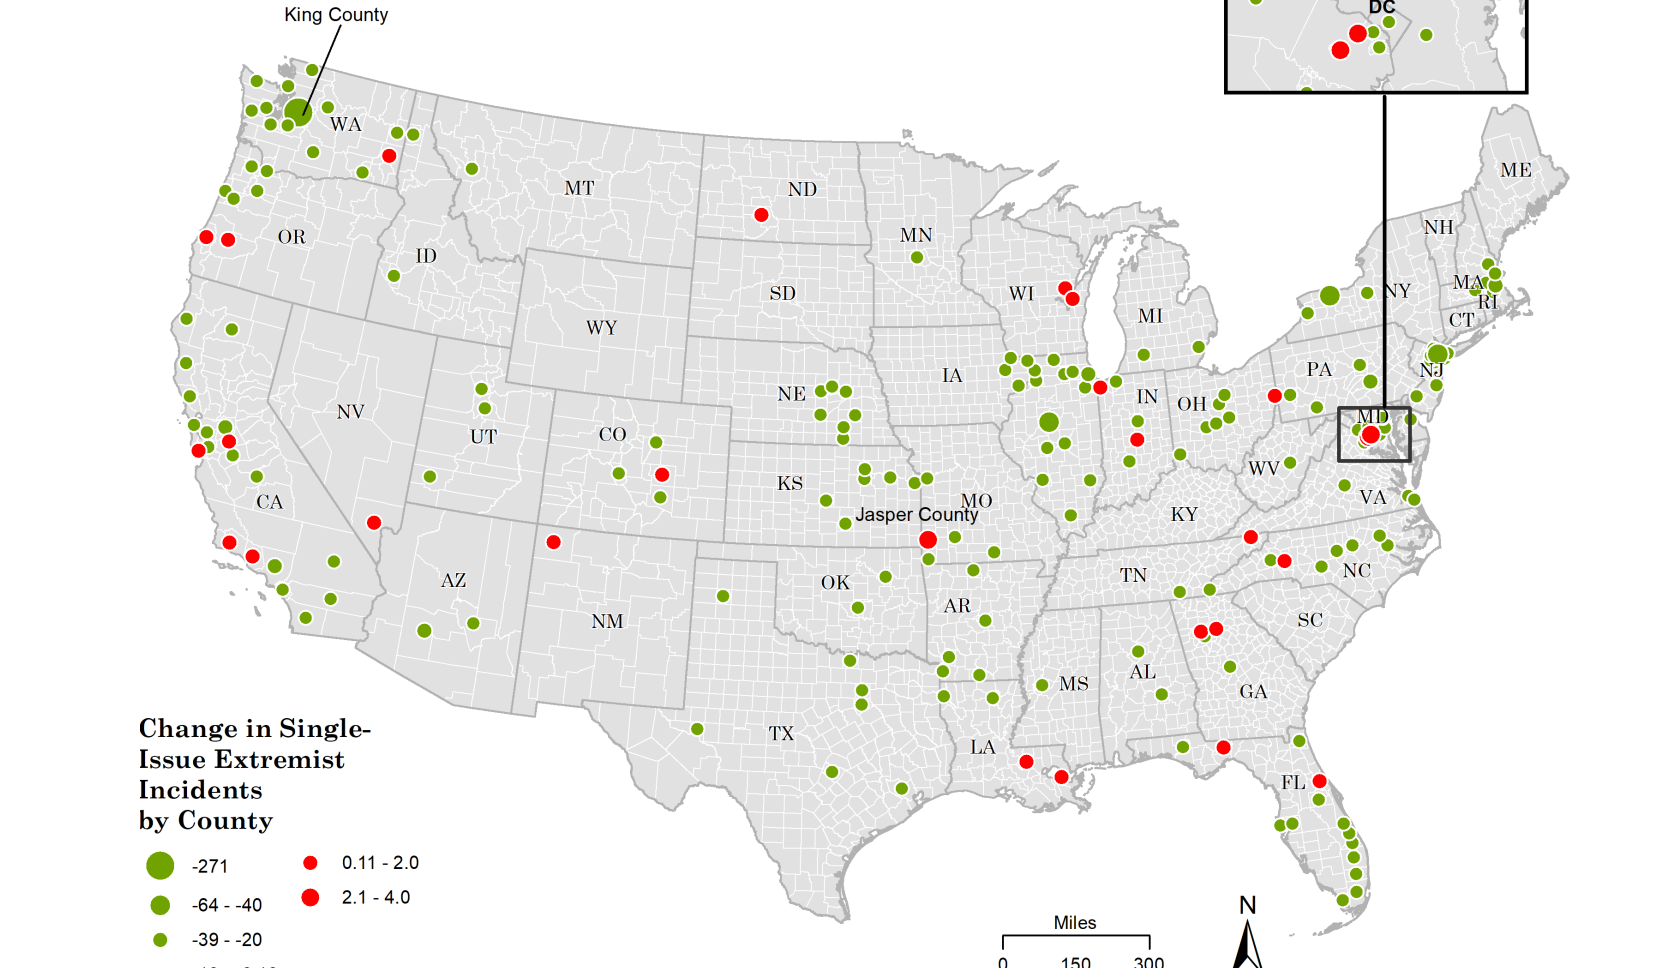 King County
DC
WA
MT
ND
MN
ME
OR
ID
SD
WI
MI
NH
NY
MA
RI
CT
WY
NE
IA
IN
OH
PA
NJ
MD
NV
UT
CO
KS
MO
WV
VA
CA
Jasper County
KY
AZ
NM
OK
AR
TN
NC
SC
MS
AL
GA
TX
LA
FL
Change in Single-
Issue Extremist
Incidents
by County
-271
-64 - -40
-39 - -20
0.11 - 2.0
2.1 - 4.0
Miles
0 150 300
N